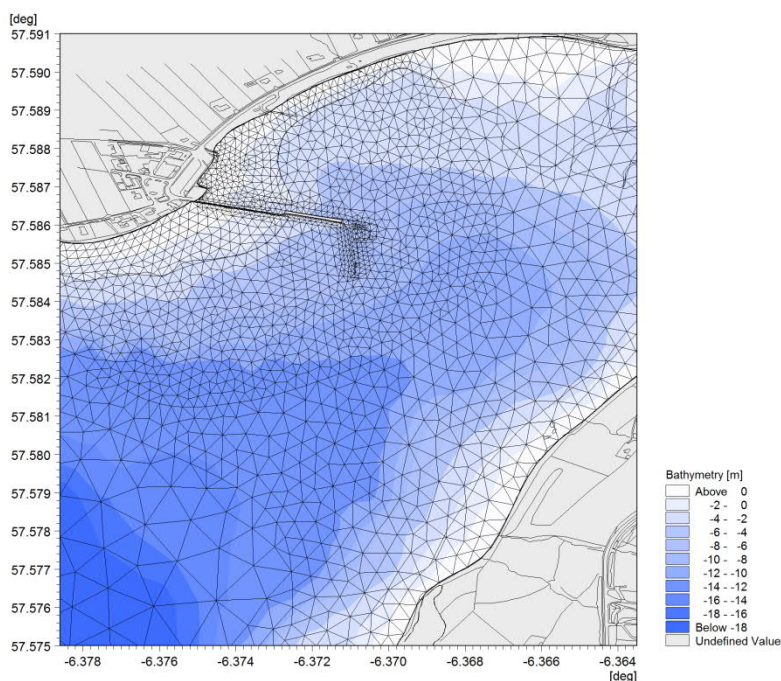 [deg]
57.591
57.590
57.589
57.588
57.587
57.586
57.585
57.584
57.583
57.582
57.581
57.580
57.579
57.578
57.577
57.576
57.575
-6.378 -6.376 -6.374 -6.372 -6.370 -6.368 -6.366 -6.364
[deg]
Bathymetry [m]
Above 0
-2 - 0
-4 - -2
-6 - -4
-8 - -6
-10 - -8
-12 - -10
-14 - -12
-16 - -14
-18 - -16
Below -18
Undefined Value